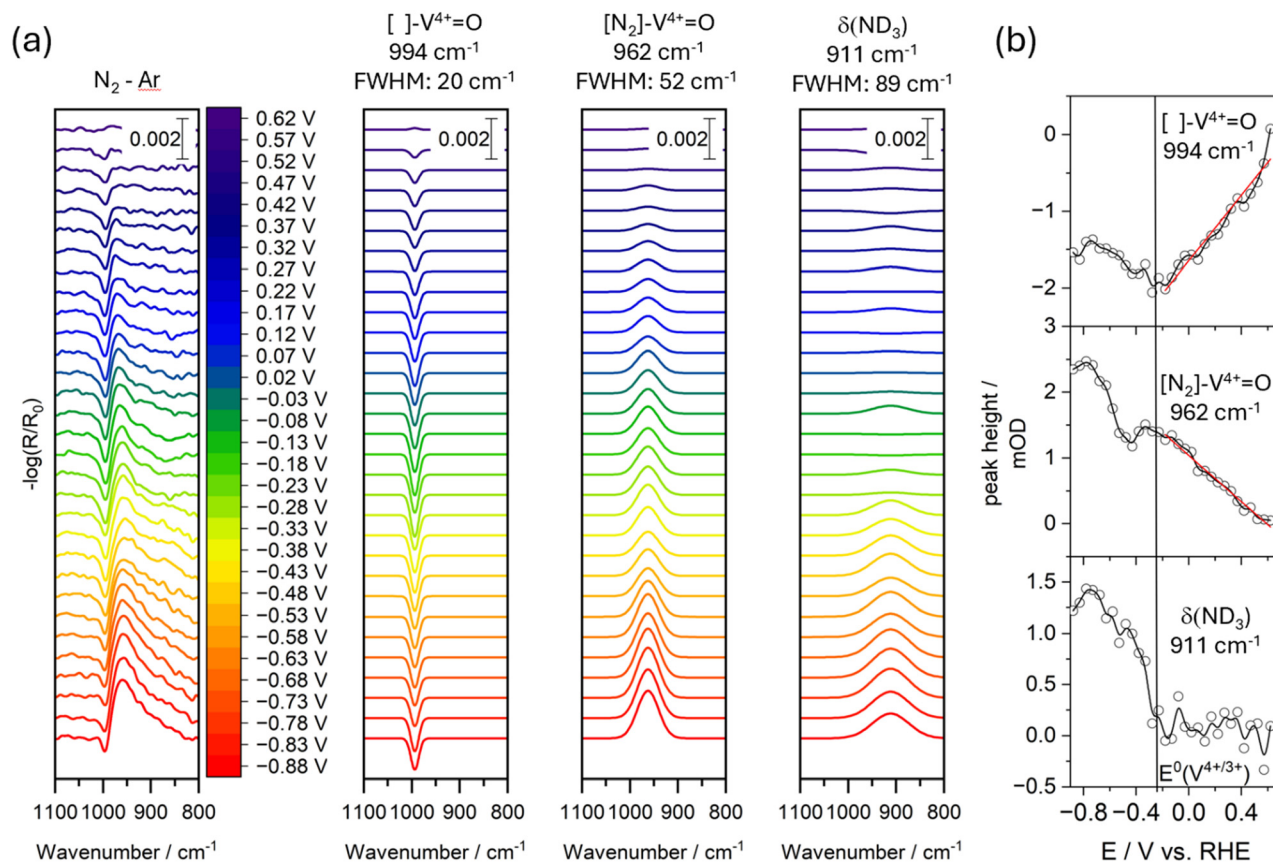 (a)
N₂ - Ar
[ ]-V⁴⁺=O
994 cm⁻¹
FWHM: 20 cm⁻¹
[N₂]-V⁴⁺=O
962 cm⁻¹
FWHM: 52 cm⁻¹
δ(ND₃)
911 cm⁻¹
FWHM: 89 cm⁻¹
-log(R/R₀)
0.002
0.62 V
0.57 V
0.52 V
0.47 V
0.42 V
0.37 V
0.32 V
0.27 V
0.22 V
0.17 V
0.12 V
0.07 V
0.02 V
−0.03 V
−0.08 V
−0.13 V
−0.18 V
−0.23 V
−0.28 V
−0.33 V
−0.38 V
−0.43 V
−0.48 V
−0.53 V
−0.58 V
−0.63 V
−0.68 V
−0.73 V
−0.78 V
−0.83 V
−0.88 V
0.002
0.002
0.002
1100 1000 900 800
1100 1000 900 800
1100 1000 900 800
1100 1000 900 800
Wavenumber / cm⁻¹
Wavenumber / cm⁻¹
Wavenumber / cm⁻¹
Wavenumber / cm⁻¹
(b)
peak height /
mOD
0
−1
−2
[ ]-V⁴⁺=O
994 cm⁻¹
3
2
1
0
[N₂]-V⁴⁺=O
962 cm⁻¹
1.5
1.0
0.5
0.0
−0.5
δ(ND₃)
911 cm⁻¹
E⁰(V⁴⁺/³⁺)
−0.8 −0.4 0.0 0.4
E / V vs. RHE